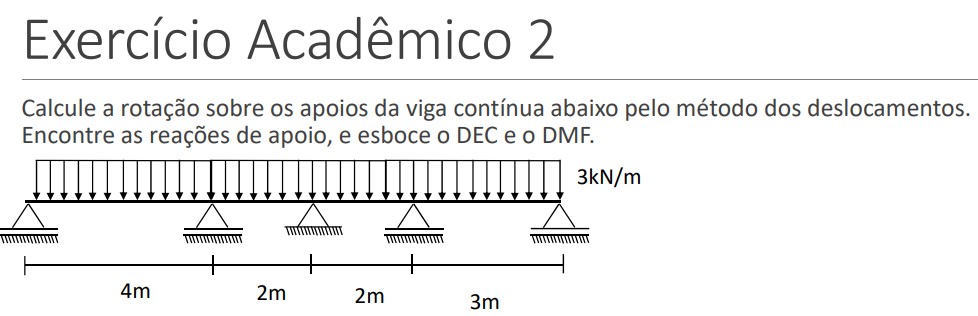 Exercício Acadêmico 2
Calcule a rotação sobre os apoios da viga contínua abaixo pelo método dos deslocamentos.
Encontre as reações de apoio, e esboce o DEC e o DMF.
3kN/m
4m
2m
2m
3m